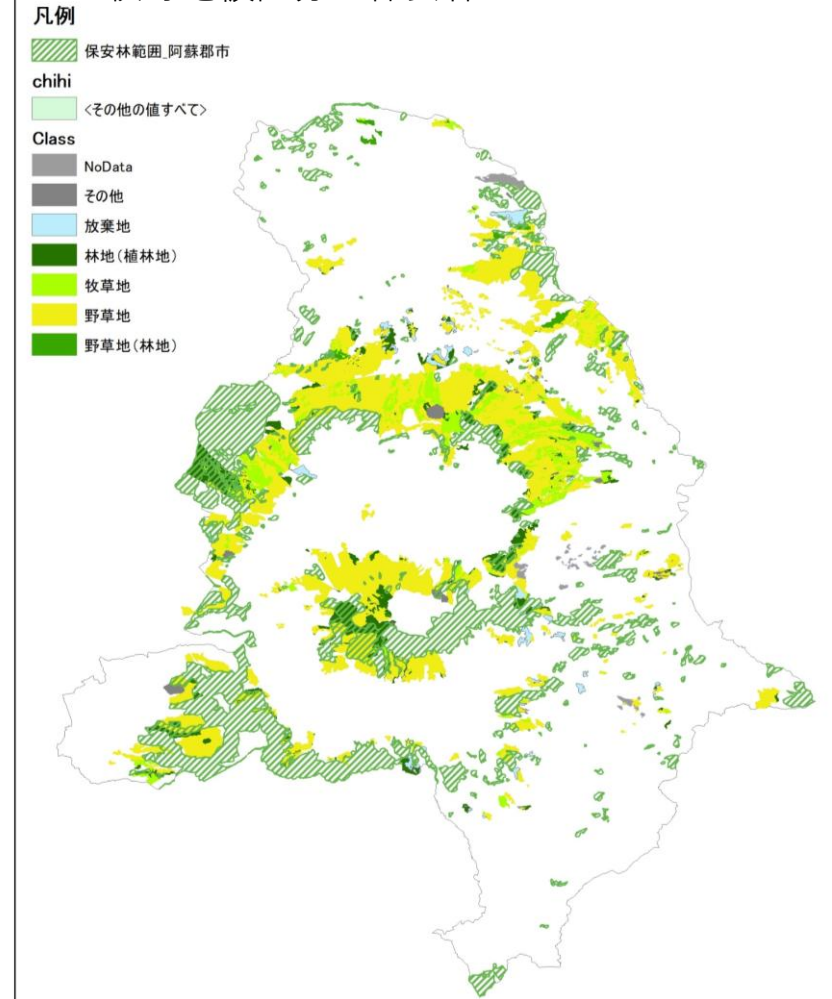 凡例
保安林範囲_阿蘇郡市
chihi
<その他の値すべて>
Class
NoData
その他
放棄地
林地(植林地)
牧草地
野草地
野草地(林地)